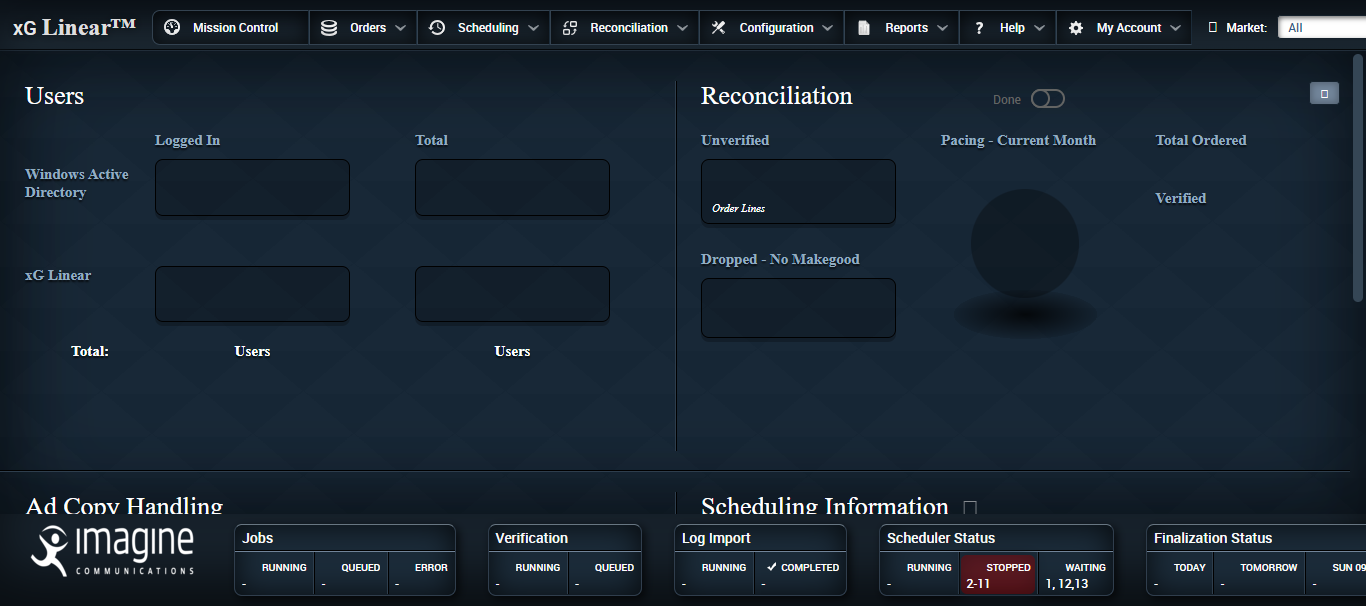 xG Linear™ Mission Control Orders Scheduling Reconciliation Configuration Reports Help My Account Market: All
Users
Logged In Total
Windows Active
Directory
xG Linear
Total: Users Users
Reconciliation Done
Unverified Pacing - Current Month Total Ordered
Order Lines
Verified
Dropped - No Makegood
Ad Copy Handling
Scheduling Information
imagine
COMMUNICATIONS
Jobs
RUNNING QUEUED ERROR
- - -
Verification
RUNNING QUEUED
- -
Log Import
RUNNING COMPLETED
- -
Scheduler Status
RUNNING STOPPED WAITING
- 2-11 1, 12,13
Finalization Status
TODAY TOMORROW SUN 09
- - -